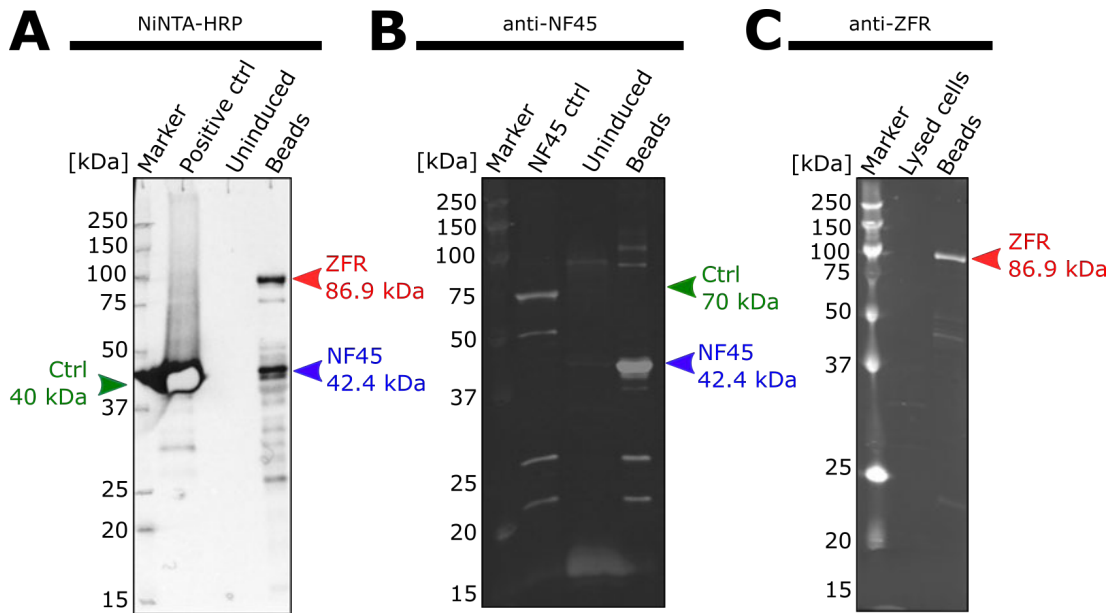 A
NiNTA-HRP
[kDa]
Marker
Positive ctrl
Uninduced
Beads
250
150
100
75
50
37
25
20
15
ZFR
86.9 kDa
NF45
42.4 kDa
Ctrl
40 kDa
B
anti-NF45
[kDa]
Marker
NF45 ctrl
Uninduced
Beads
250
150
100
75
50
37
25
20
15
Ctrl
70 kDa
NF45
42.4 kDa
C
anti-ZFR
[kDa]
Marker
Lysed cells
Beads
250
150
100
75
50
37
25
20
15
ZFR
86.9 kDa